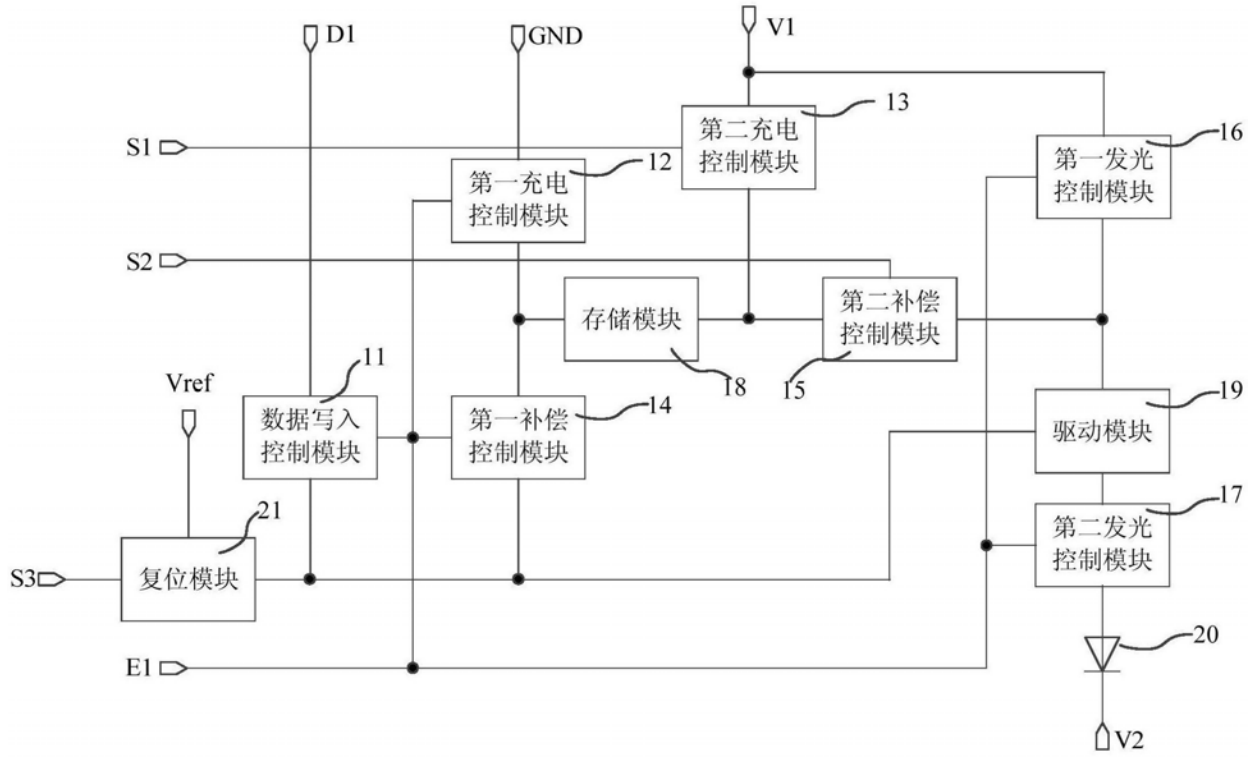 D1
GND
V1
S1
第二充电
控制模块
13
第一发光
控制模块
16
第一充电
控制模块
12
S2
存储模块
18
第二补偿
控制模块
15
Vref
数据写入
控制模块
11
第一补偿
控制模块
14
驱动模块
19
第二发光
控制模块
17
S3
复位模块
21
E1
20
V2